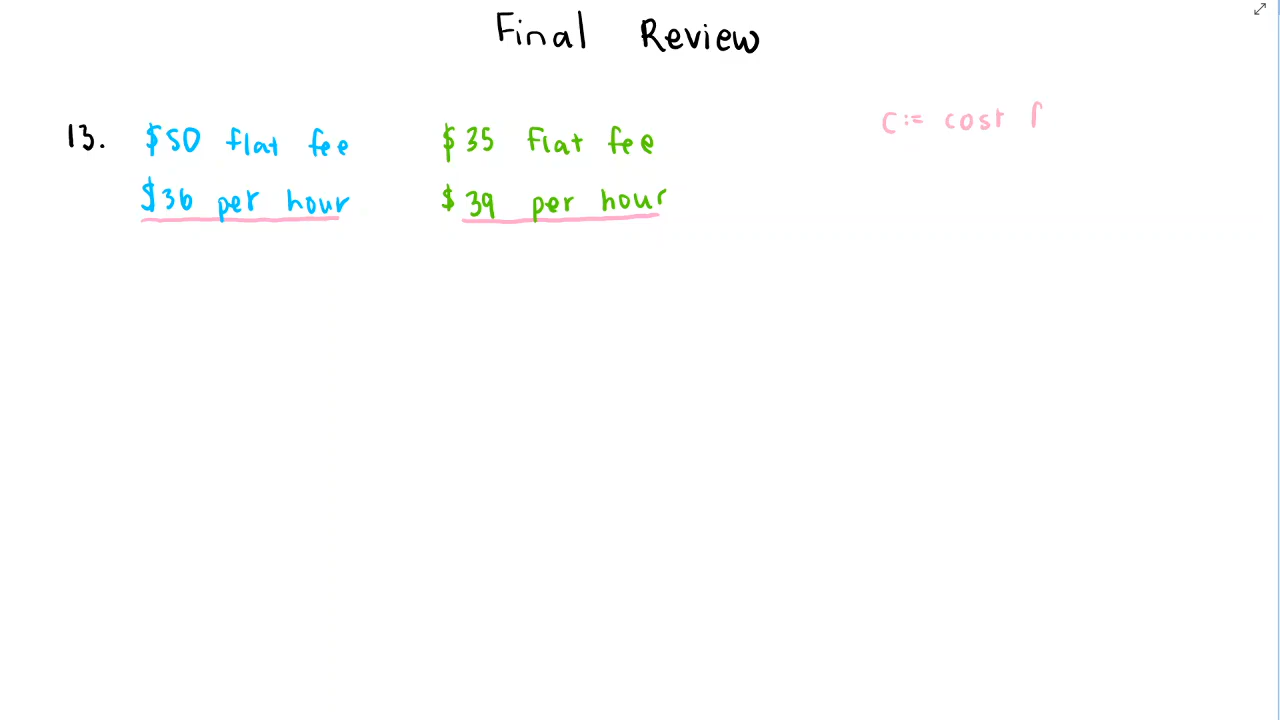 Final Review
13. $50 flat fee $35 flat fee c:= cost
$36 per hour $39 per hour